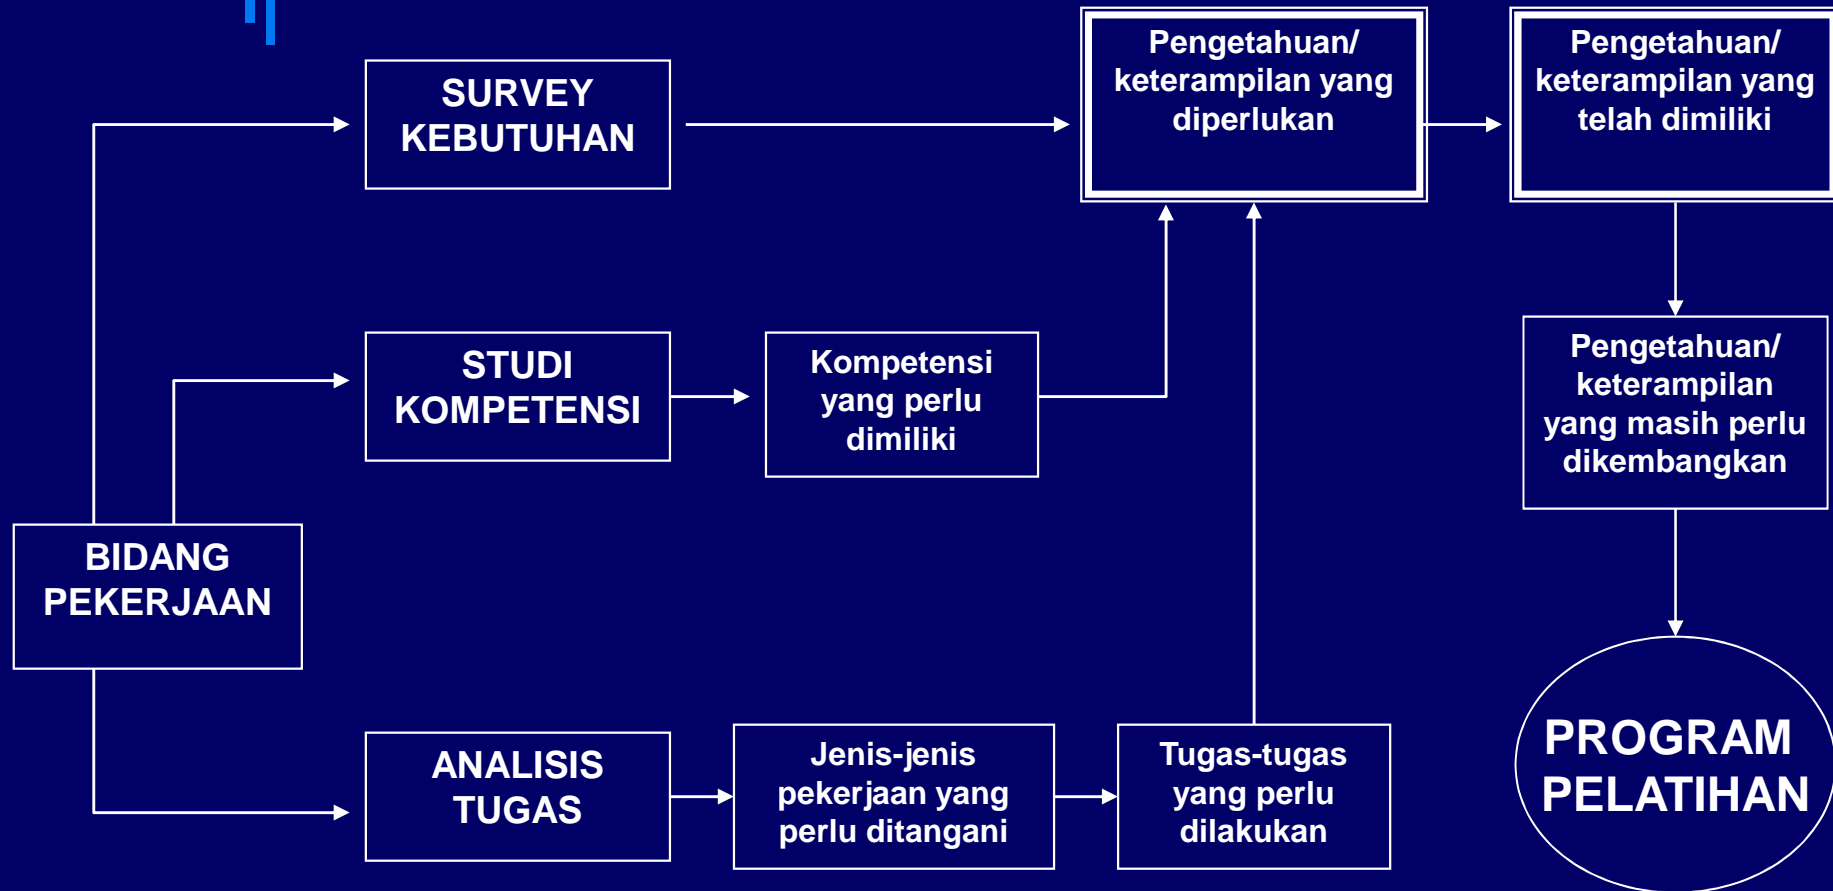 SURVEY
KEBUTUHAN
Pengetahuan/
keterampilan yang
diperlukan
Pengetahuan/
keterampilan yang
telah dimiliki
STUDI
KOMPETENSI
Kompetensi
yang perlu
dimiliki
Pengetahuan/
keterampilan
yang masih perlu
dikembangkan
BIDANG
PEKERJAAN
ANALISIS
TUGAS
Jenis-jenis
pekerjaan yang
perlu ditangani
Tugas-tugas
yang perlu
dilakukan
PROGRAM
PELATIHAN